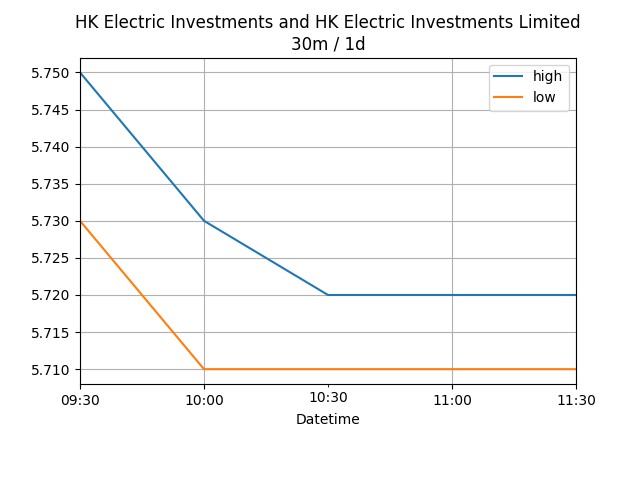 HK Electric Investments and HK Electric Investments Limited
30m / 1d
high
low
5.750
5.745
5.740
5.735
5.730
5.725
5.720
5.715
5.710
09:30
10:00
10:30
11:00
11:30
Datetime